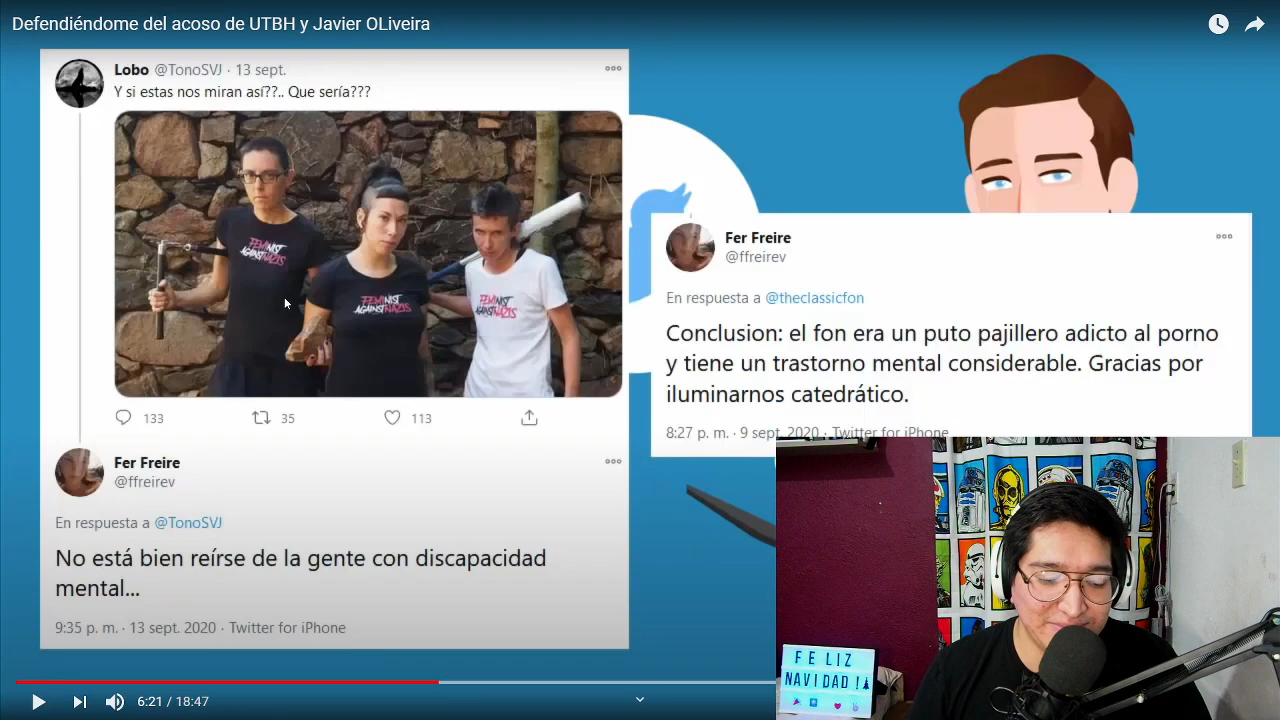 Defendiéndome del acoso de UTBH y Javier OLiveira
Lobo @TonoSVJ · 13 sept.
Y si estas nos miran así??.. Que sería???
FEMINIST
AGAINST NAZIS
FEMINIST
AGAINST NAZIS
FEMINIST
AGAINST NAZIS
133 35 113
Fer Freire
@ffreirev
En respuesta a @TonoSVJ
No está bien reírse de la gente con discapacidad
mental...
9:35 p. m. · 13 sept. 2020 · Twitter for iPhone
Fer Freire
@ffreirev
En respuesta a @theclassicfon
Conclusion: el fon era un puto pajillero adicto al porno
y tiene un trastorno mental considerable. Gracias por
iluminarnos catedrático.
8:27 p. m. · 9 sept. 2020 · Twitter for iPhone
FELIZ
NAVIDAD!
6:21 / 18:47